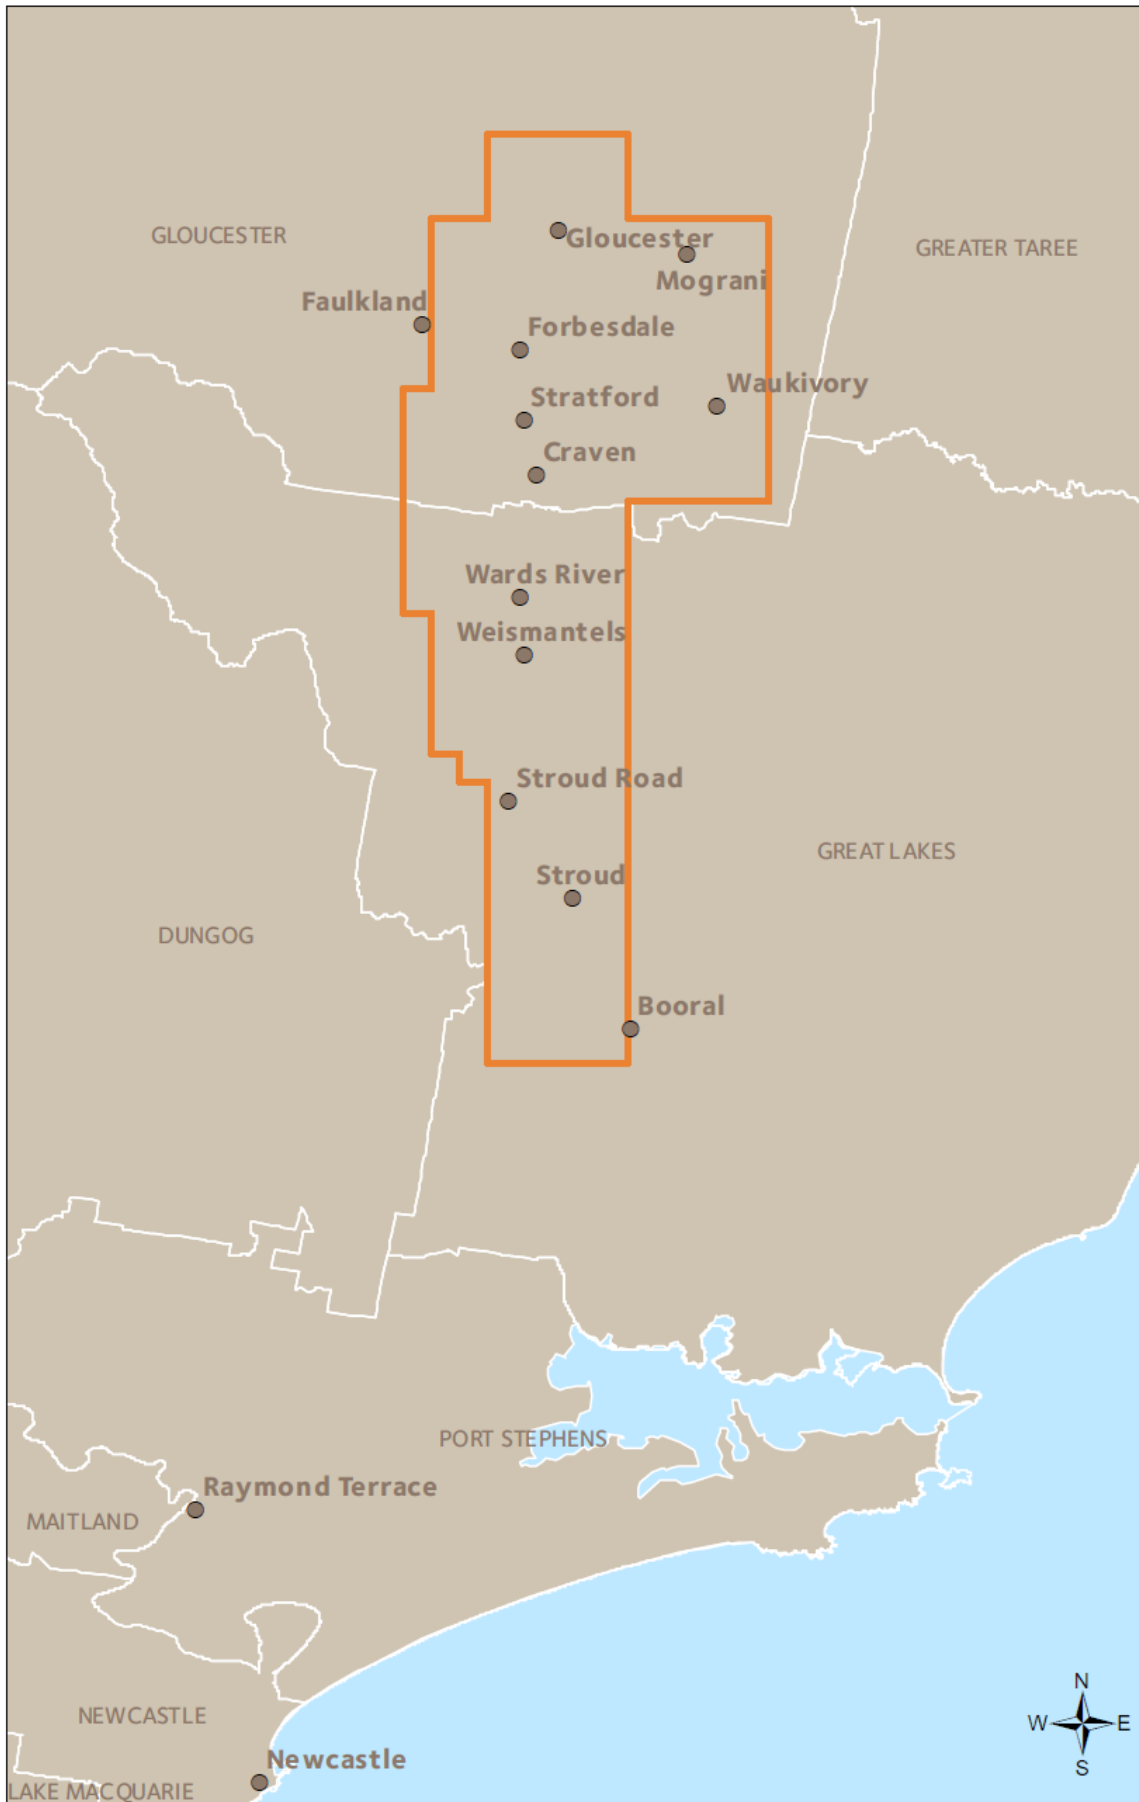 GLOUCESTER
Gloucester
GREATER TAREE
Mograni
Faulkland
Forbesdale
Waukivory
Stratford
Craven
Wards River
Weismantels
Stroud Road
GREAT LAKES
Stroud
DUNGOG
Booral
PORT STEPHENS
Raymond Terrace
MAITLAND
N
W
E
S
NEWCASTLE
Newcastle
LAKE MACQUARIE